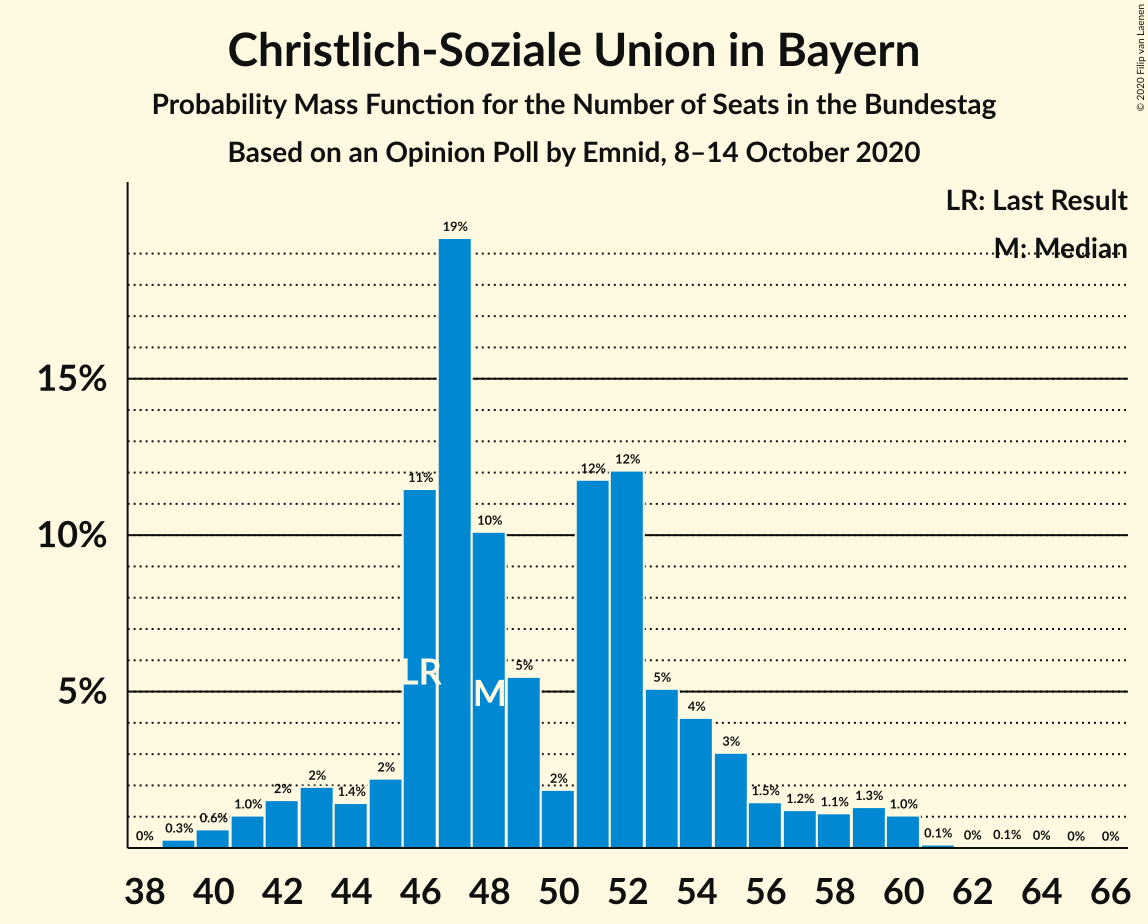 Christlich-Soziale Union in Bayern
Probability Mass Function for the Number of Seats in the Bundestag
Based on an Opinion Poll by Emnid, 8–14 October 2020
© 2020 Filip van Laenen
LR: Last Result
M: Median
15%
10%
5%
0% 0.3% 0.6% 1.0% 2% 2% 1.4% 2% 11% 19% 10% 5% 2% 12% 12% 5% 4% 3% 1.5% 1.2% 1.1% 1.3% 1.0% 0.1% 0% 0.1% 0% 0% 0%
LR M
38 40 42 44 46 48 50 52 54 56 58 60 62 64 66